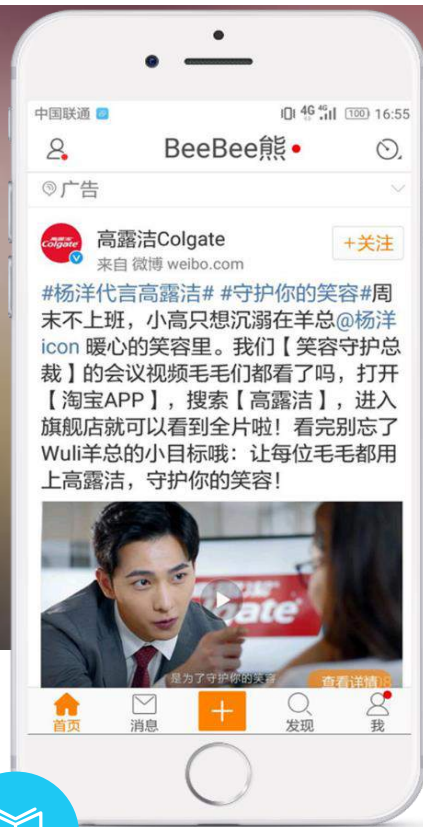 中国联通 4G 4G 100 16:55
BeeBee熊
广告
Colgate 高露洁Colgate +关注
来自 微博 weibo.com
#杨洋代言高露洁# #守护你的笑容#周
末不上班，小高只想沉溺在羊总@杨洋
icon 暖心的笑容里。我们【笑容守护总
裁】的会议视频毛毛们都看了吗，打开
【淘宝APP】，搜索【高露洁】，进入
旗舰店就可以看到全片啦！看完别忘了
Wuli羊总的小目标哦：让每位毛毛都用
上高露洁，守护你的笑容！
Colgate
是为了守护你的笑容
查看详情
首页 消息 发现 我